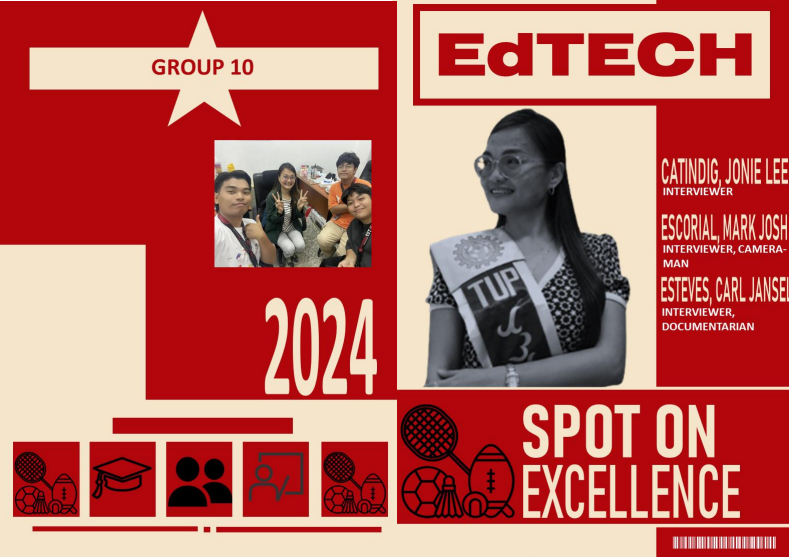 GROUP 10
2024
EdTECH
CATINDIG, JONIE LEE
INTERVIEWER
ESCORIAL, MARK JOSH
INTERVIEWER, CAMERA-
MAN
ESTEVES, CARL JANSEL
INTERVIEWER,
DOCUMENTARIAN
TUP
SPOT ON
EXCELLENCE